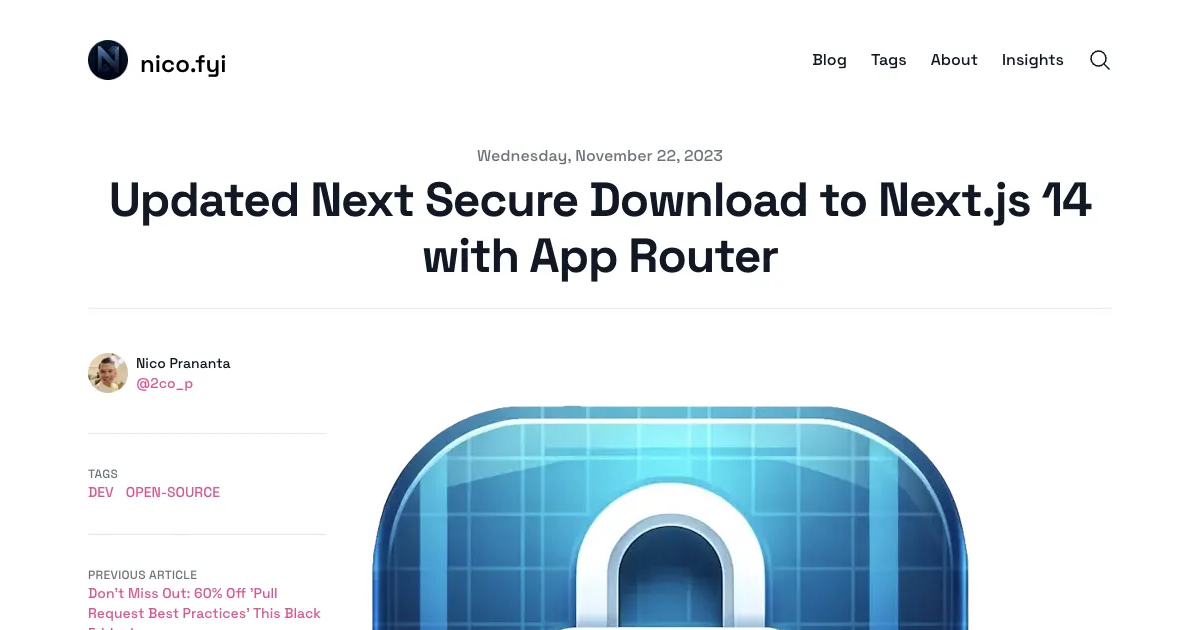 nico.fyi
Blog Tags About Insights
Wednesday, November 22, 2023
Updated Next Secure Download to Next.js 14
with App Router
Nico Prananta
@2co_p
TAGS
DEV OPEN-SOURCE
PREVIOUS ARTICLE
Don't Miss Out: 60% Off 'Pull
Request Best Practices' This Black